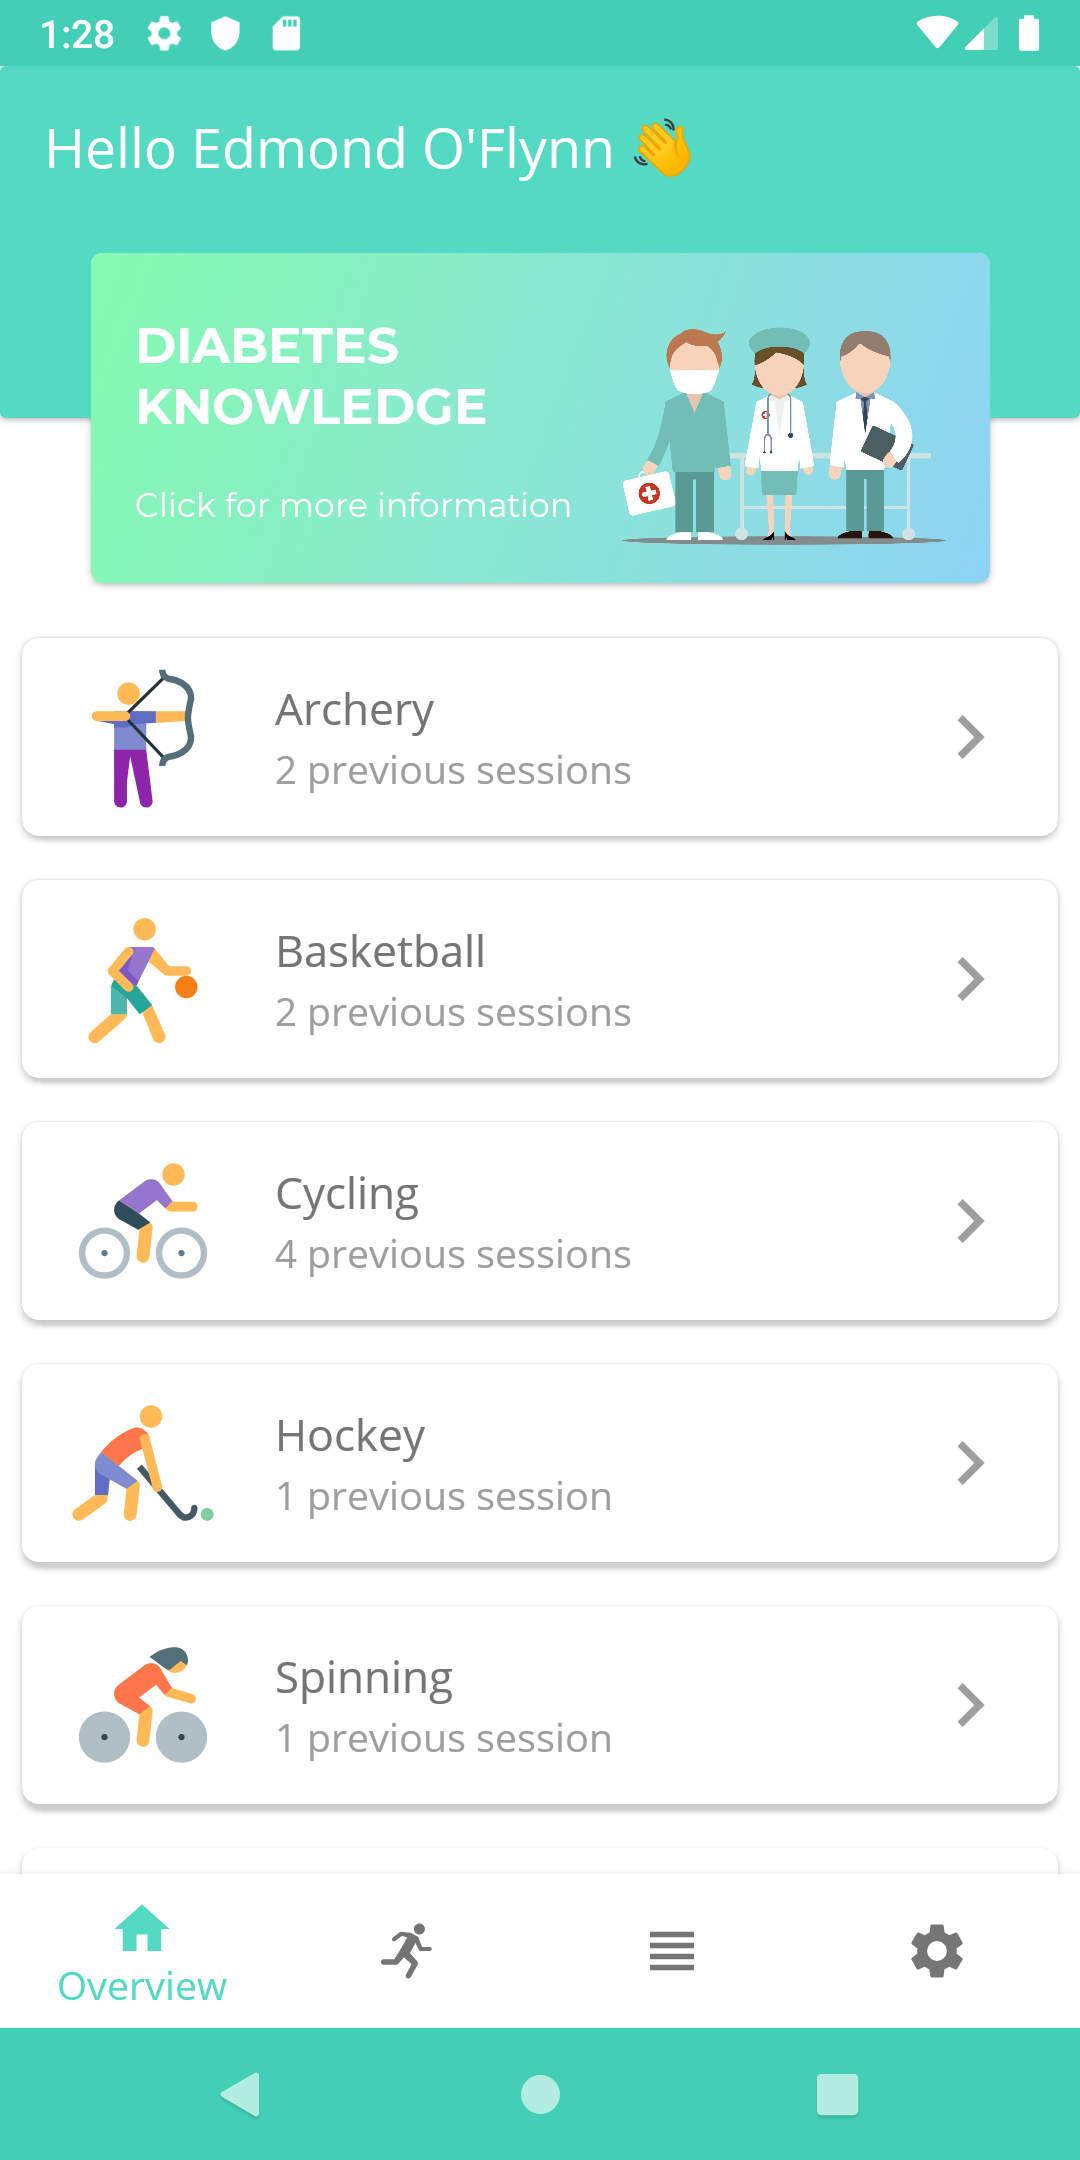 1:28
Hello Edmond O'Flynn 👋
DIABETES
KNOWLEDGE
Click for more information
Archery
2 previous sessions
Basketball
2 previous sessions
Cycling
4 previous sessions
Hockey
1 previous session
Spinning
1 previous session
Overview